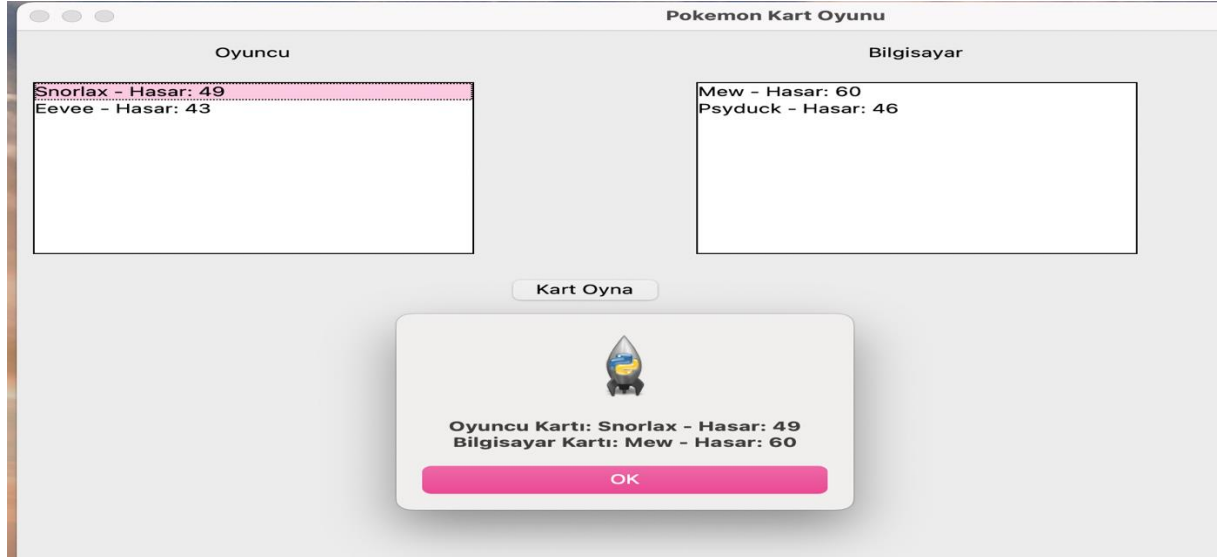 Pokemon Kart Oyunu
Oyuncu
Bilgisayar
Snorlax - Hasar: 49
Eevee - Hasar: 43
Mew - Hasar: 60
Psyduck - Hasar: 46
Kart Oyna
Oyuncu Kartı: Snorlax - Hasar: 49
Bilgisayar Kartı: Mew - Hasar: 60
OK